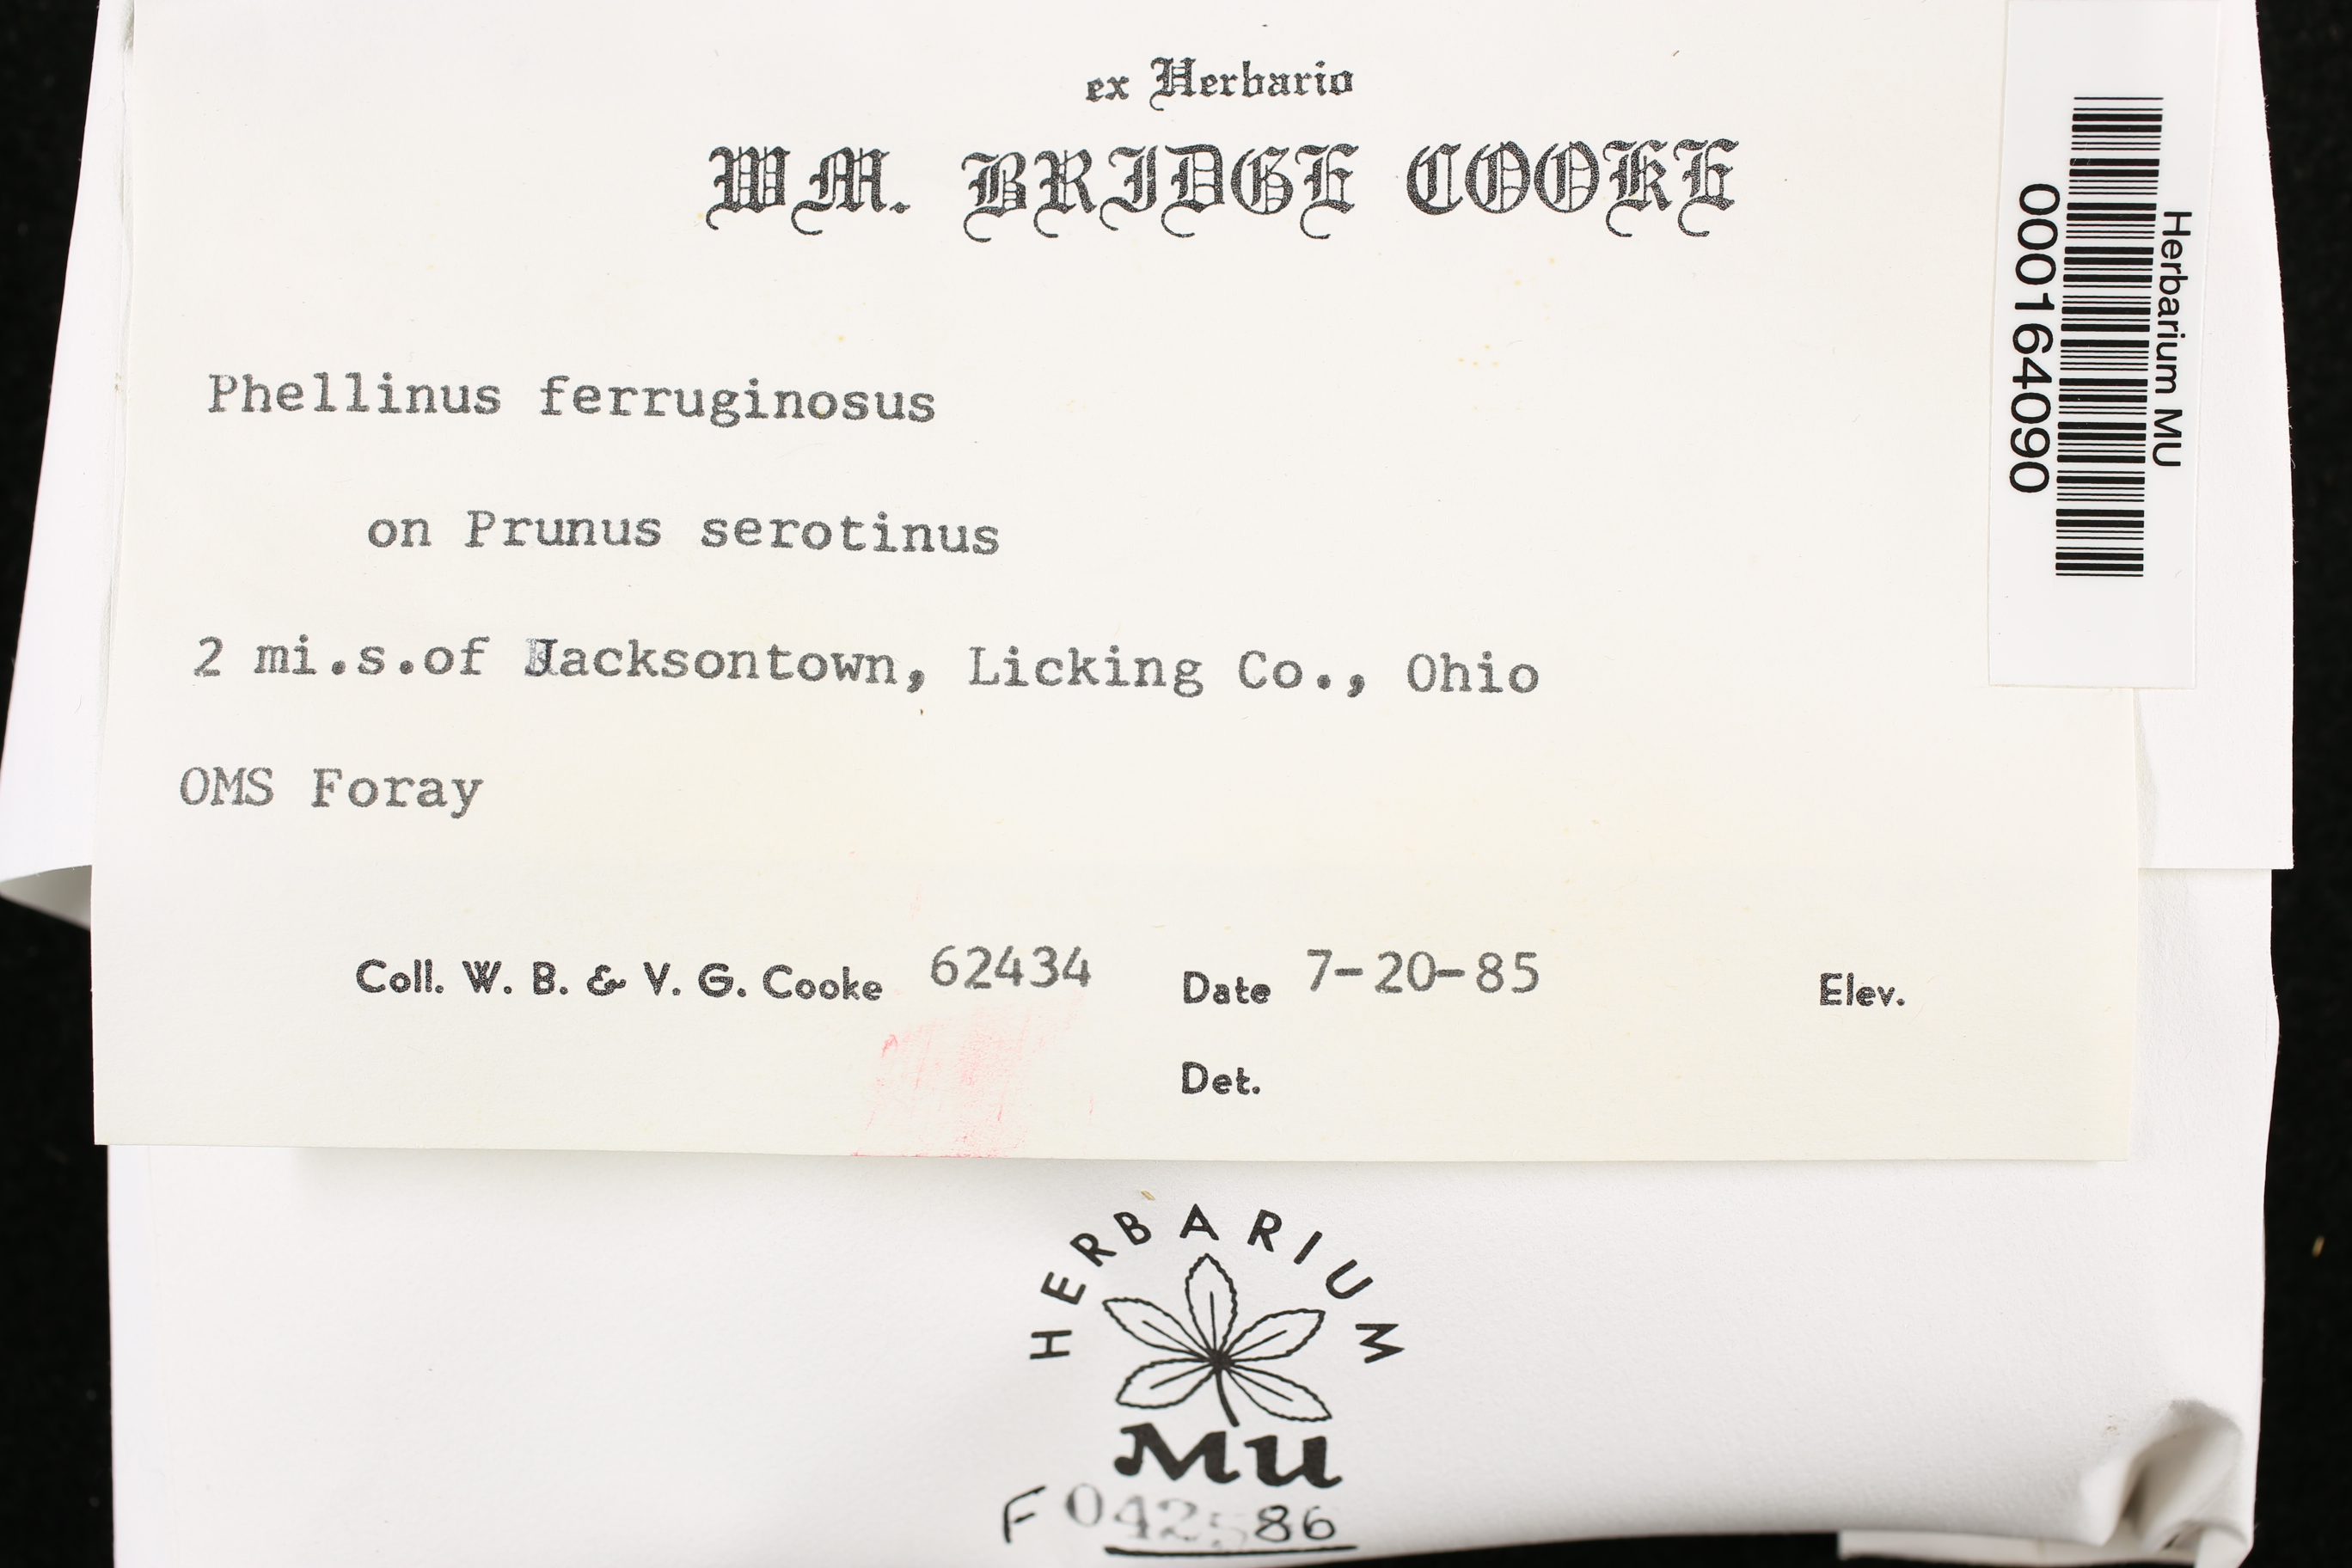 ex Herbario
WM. BRIDGE COOKE
Phellinus ferruginosus
on Prunus serotinus
2 mi.s.of Jacksontown, Licking Co., Ohio
OMS Foray
Coll. W. B. & V. G. Cooke 62434 Date 7-20-85 Elev.
Det.
Herbarium MU
000164090
HERBARIUM
MU
F 042586